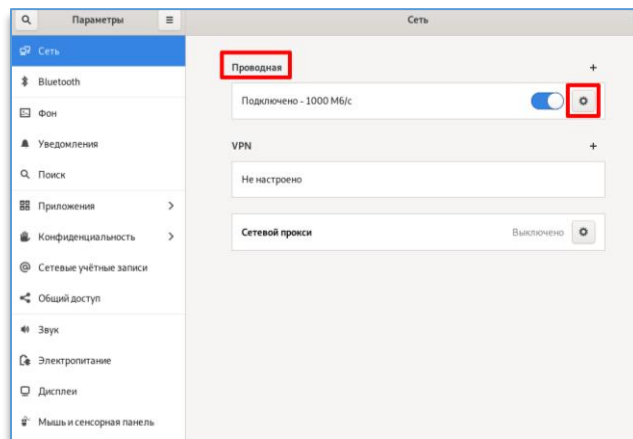 Параметры
Сеть
Сеть
Bluetooth
Фон
Уведомления
Поиск
Приложения
Конфиденциальность
Сетевые учётные записи
Общий доступ
Звук
Электропитание
Дисплеи
Мышь и сенсорная панель
Проводная
Подключено - 1000 Мб/с
VPN
Не настроено
Сетевой прокси
Выключено